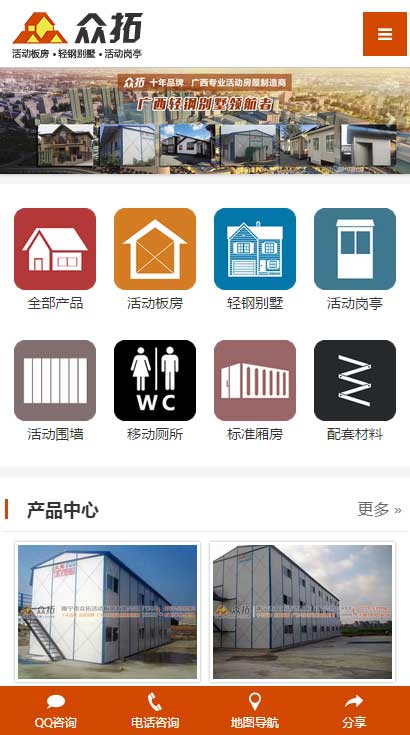 众拓
活动板房 • 轻钢别墅 • 活动岗亭
众拓 十年品牌 广西专业活动房屋制造商
广西轻钢别墅领航者
全部产品
活动板房
轻钢别墅
活动岗亭
WC
活动围墙
移动厕所
标准厢房
配套材料
产品中心
更多 »
众拓
众拓
QQ咨询
电话咨询
地图导航
分享